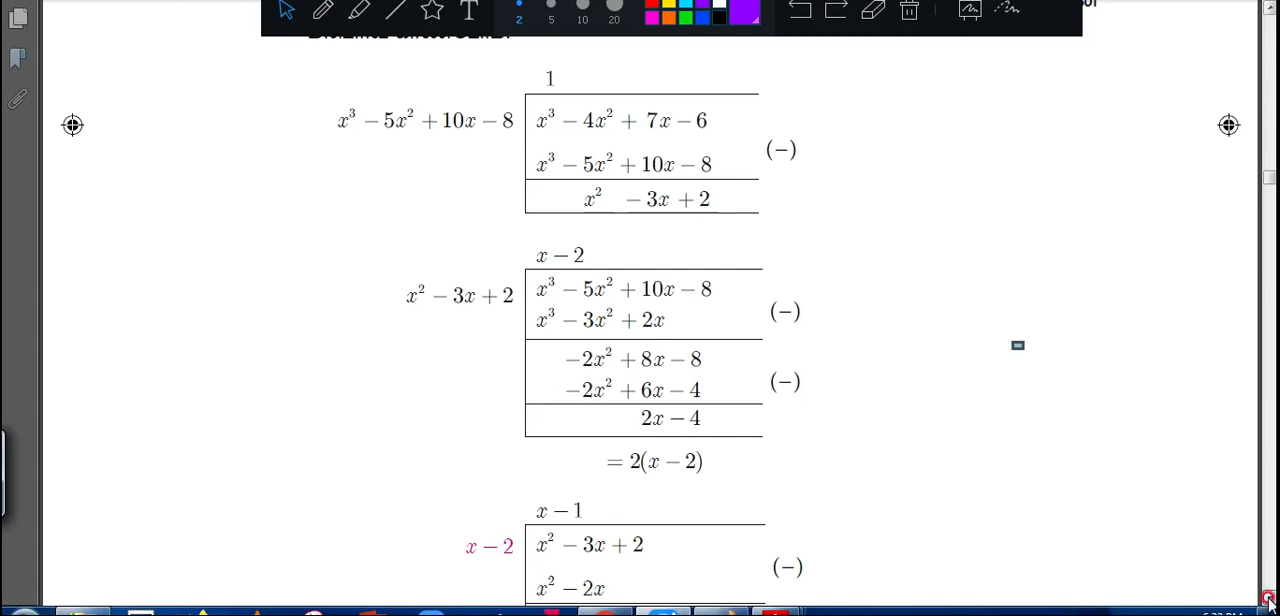 2 5 10 20
1
x³ − 5x² + 10x − 8 x³ − 4x² + 7x − 6
(−)
x³ − 5x² + 10x − 8
x² − 3x + 2
x − 2
x² − 3x + 2 x³ − 5x² + 10x − 8
(−)
x³ − 3x² + 2x
−2x² + 8x − 8
(−)
−2x² + 6x − 4
2x − 4
= 2(x − 2)
x − 1
x − 2 x² − 3x + 2
(−)
x² − 2x